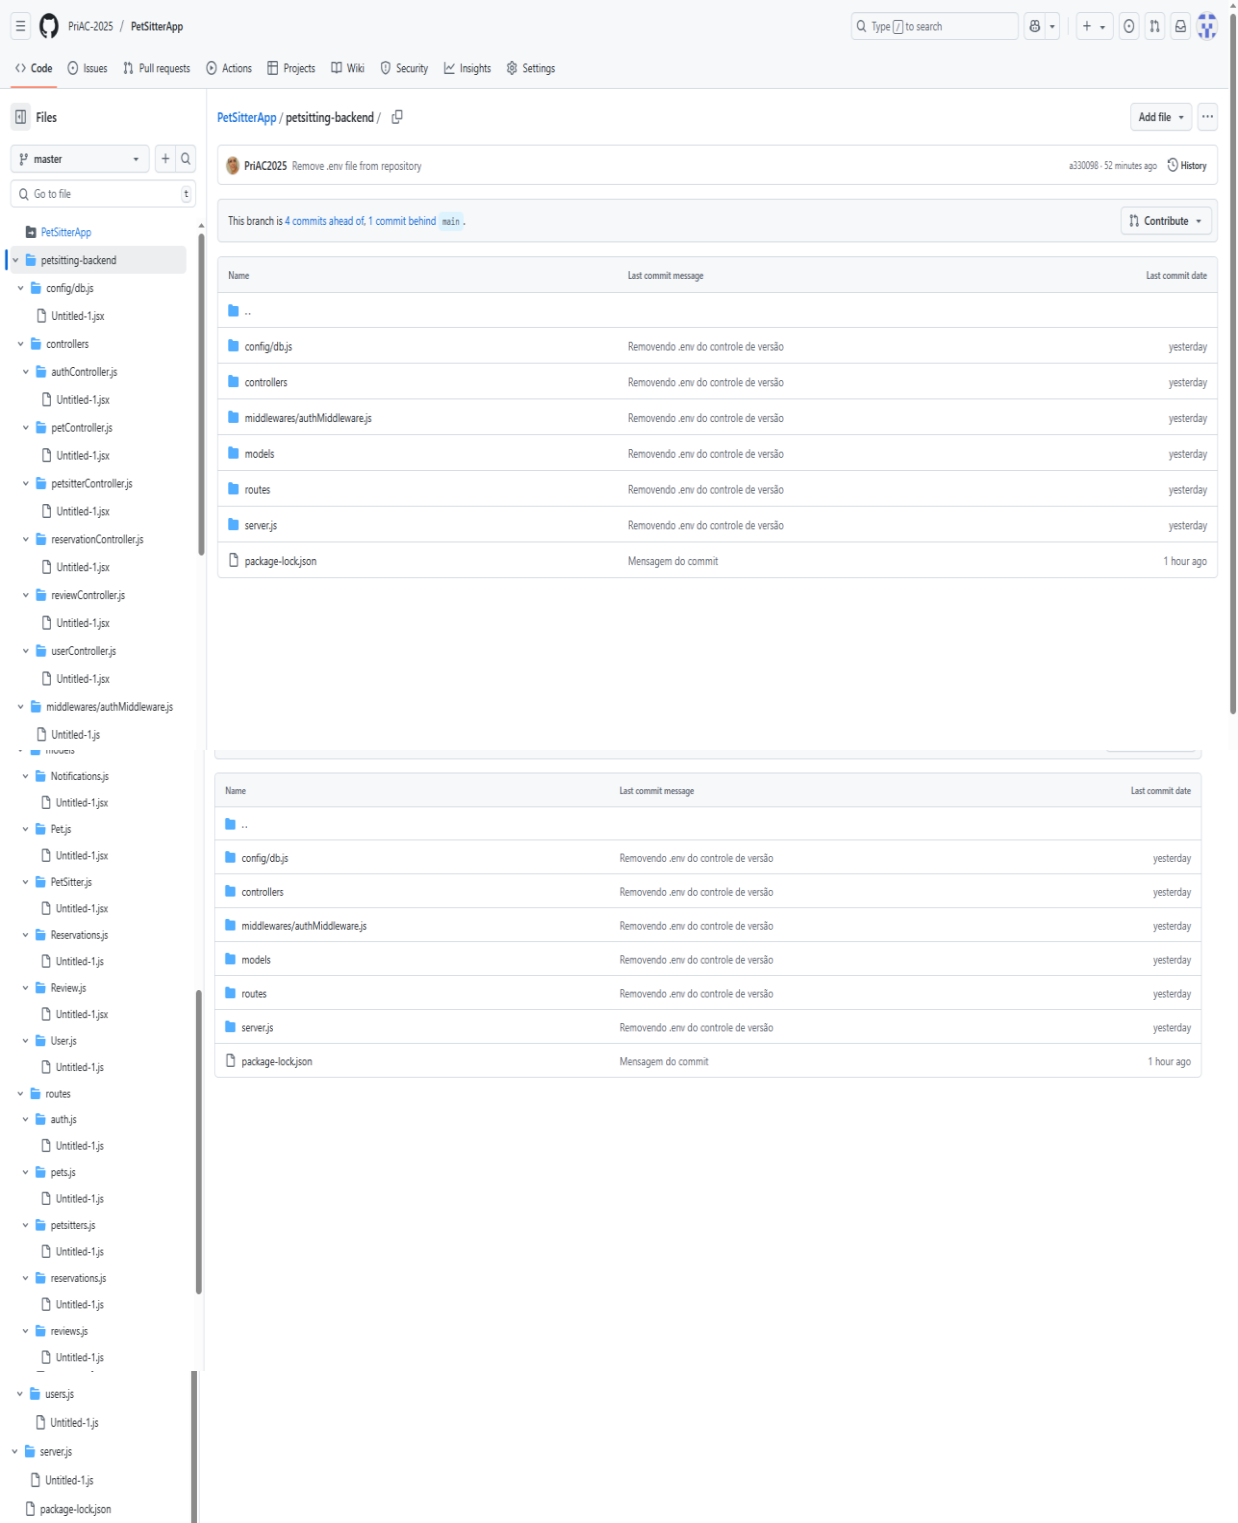 PriAC-2025 / PetSitterApp
Type / to search
Code Issues Pull requests Actions Projects Wiki Security Insights Settings
Files
master
Go to file t
PetSitterApp
petsitting-backend
config/db.js
Untitled-1.jsx
controllers
authController.js
Untitled-1.jsx
petController.js
Untitled-1.jsx
petsitterController.js
Untitled-1.jsx
reservationController.js
Untitled-1.jsx
reviewController.js
Untitled-1.jsx
userController.js
Untitled-1.jsx
middlewares/authMiddleware.js
Untitled-1.js
models
Notifications.js
Untitled-1.jsx
Pet.js
Untitled-1.jsx
PetSitter.js
Untitled-1.jsx
Reservations.js
Untitled-1.js
Review.js
Untitled-1.jsx
User.js
Untitled-1.js
routes
auth.js
Untitled-1.js
pets.js
Untitled-1.js
petsitters.js
Untitled-1.js
reservations.js
Untitled-1.js
reviews.js
Untitled-1.js
users.js
Untitled-1.js
server.js
Untitled-1.js
package-lock.json
PetSitterApp / petsitting-backend /
Add file
PriAC2025 Remove .env file from repository a330098 · 52 minutes ago History
This branch is 4 commits ahead of, 1 commit behind main .
Contribute
Name Last commit message Last commit date
..
config/db.js Removendo .env do controle de versão yesterday
controllers Removendo .env do controle de versão yesterday
middlewares/authMiddleware.js Removendo .env do controle de versão yesterday
models Removendo .env do controle de versão yesterday
routes Removendo .env do controle de versão yesterday
server.js Removendo .env do controle de versão yesterday
package-lock.json Mensagem do commit 1 hour ago
Name Last commit message Last commit date
..
config/db.js Removendo .env do controle de versão yesterday
controllers Removendo .env do controle de versão yesterday
middlewares/authMiddleware.js Removendo .env do controle de versão yesterday
models Removendo .env do controle de versão yesterday
routes Removendo .env do controle de versão yesterday
server.js Removendo .env do controle de versão yesterday
package-lock.json Mensagem do commit 1 hour ago